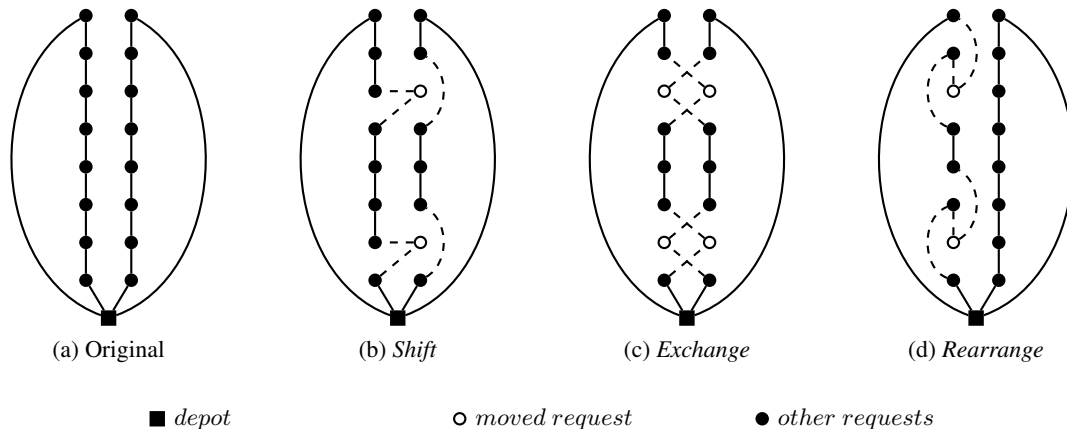 (a) Original (b) Shift (c) Exchange (d) Rearrange
depot moved request other requests